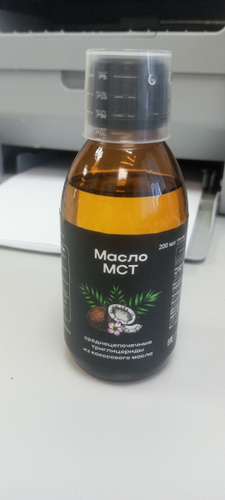 Масло
МСТ
200 мл
среднецепочечные
триглицериды
из кокосового масла